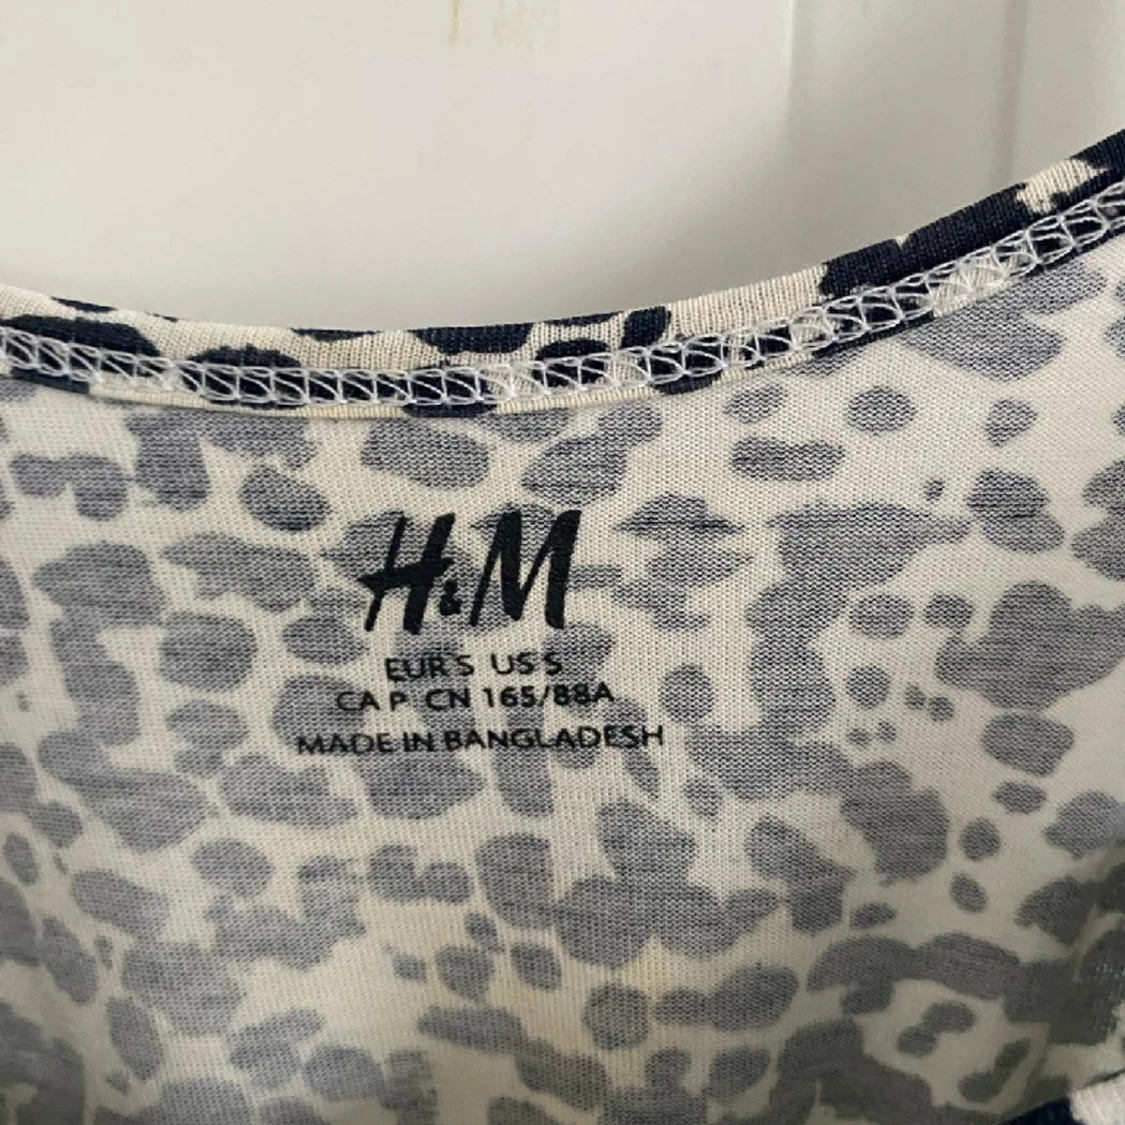 H&M
EUR S US S
CA P CN 165/88A
MADE IN BANGLADESH